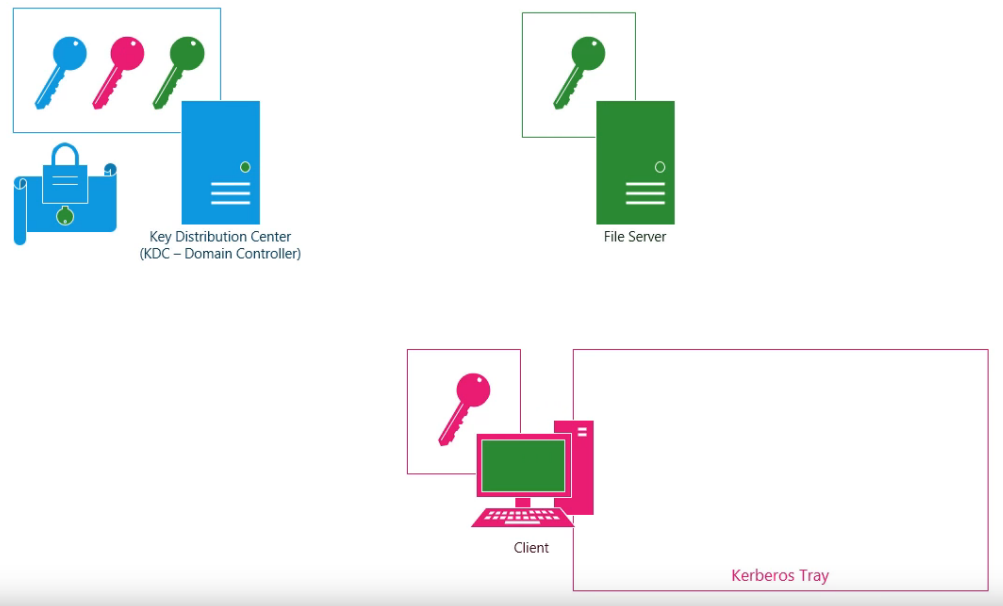 Key Distribution Center
(KDC – Domain Controller)
File Server
Client
Kerberos Tray